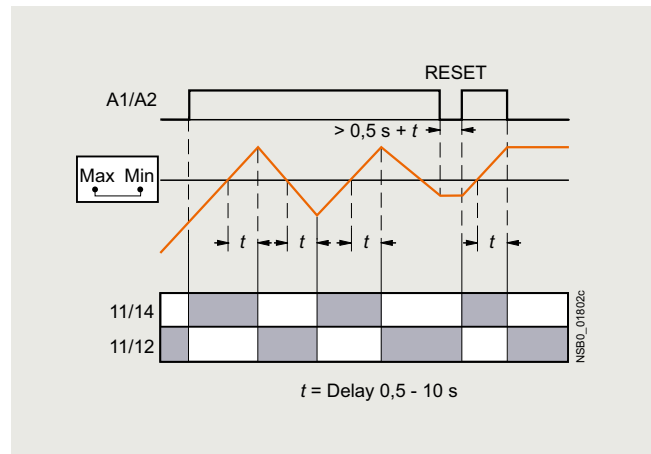 RESET
A1/A2
> 0,5 s + t
Max Min
t t t t
11/14
11/12
NSB0_01802c
t = Delay 0,5 - 10 s